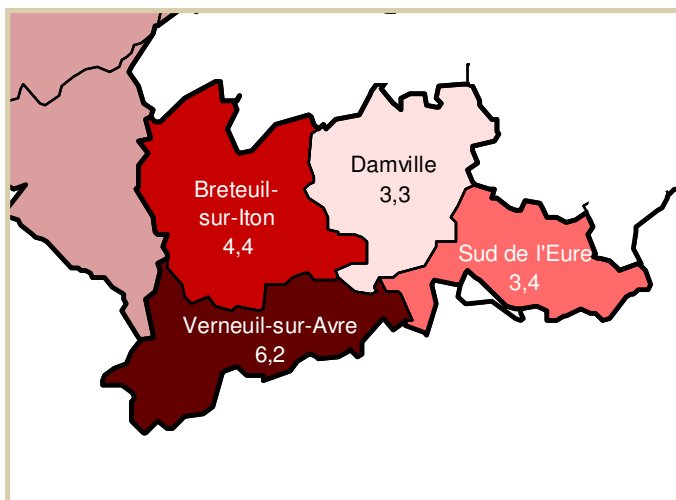 Damville
3,3
Breteuil-
sur-Iton
4,4
Sud de l'Eure
3,4
Verneuil-sur-Avre
6,2